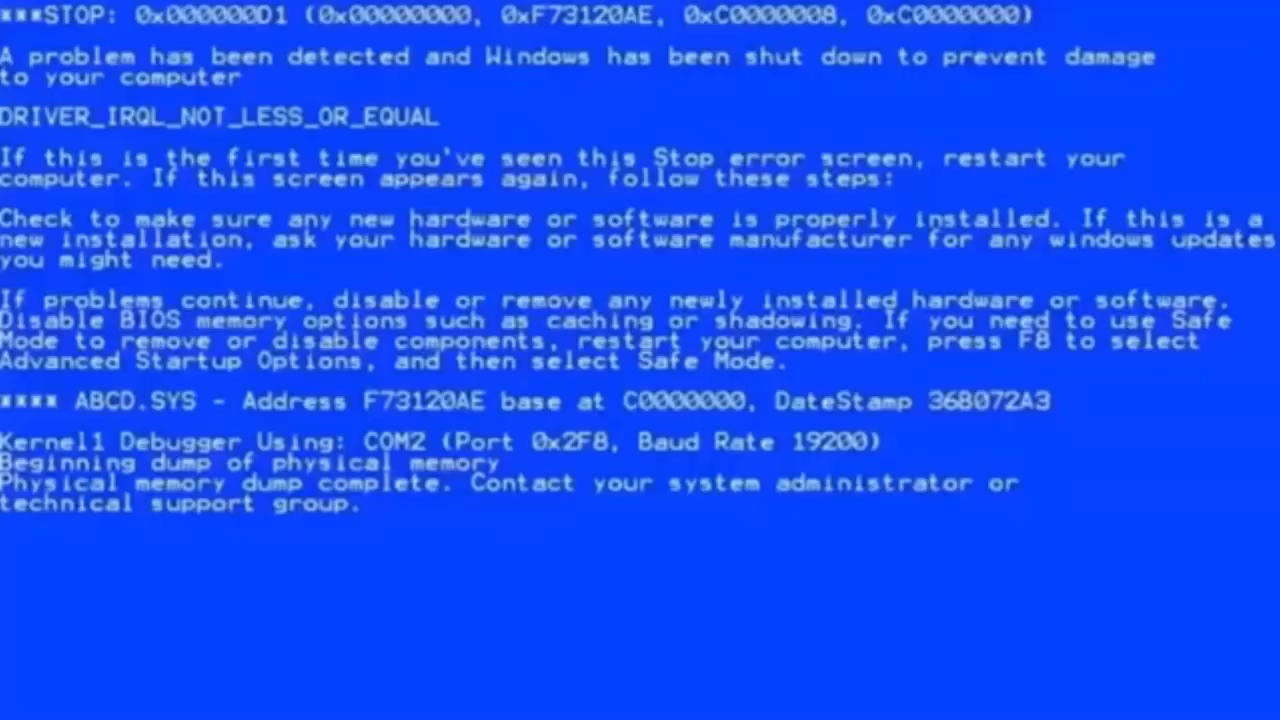 ***STOP: 0x000000D1 (0x00000000, 0xF73120AE, 0xC0000008, 0xC0000000)
A problem has been detected and Windows has been shut down to prevent damage
to your computer
DRIVER_IRQL_NOT_LESS_OR_EQUAL
If this is the first time you've seen this Stop error screen, restart your
computer. If this screen appears again, follow these steps:
Check to make sure any new hardware or software is properly installed. If this is a
new installation, ask your hardware or software manufacturer for any windows updates
you might need.
If problems continue, disable or remove any newly installed hardware or software.
Disable BIOS memory options such as caching or shadowing. If you need to use Safe
Mode to remove or disable components, restart your computer, press F8 to select
Advanced Startup Options, and then select Safe Mode.
**** ABCD.SYS - Address F73120AE base at C0000000, DateStamp 36B072A3
Kernel1 Debugger Using: COM2 (Port 0x2F8, Baud Rate 19200)
Beginning dump of physical memory
Physical memory dump complete. Contact your system administrator or
technical support group.